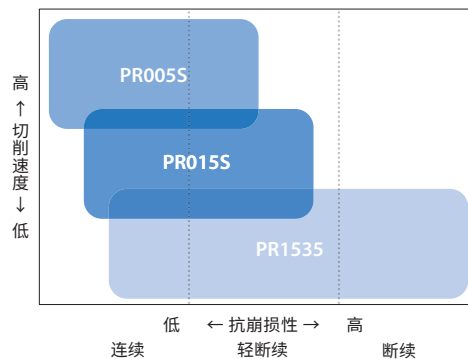 PR005S
PR015S
PR1535
高
↑
切削速度
↓
低
低 ← 抗崩损性 → 高
连续 轻断续 断续